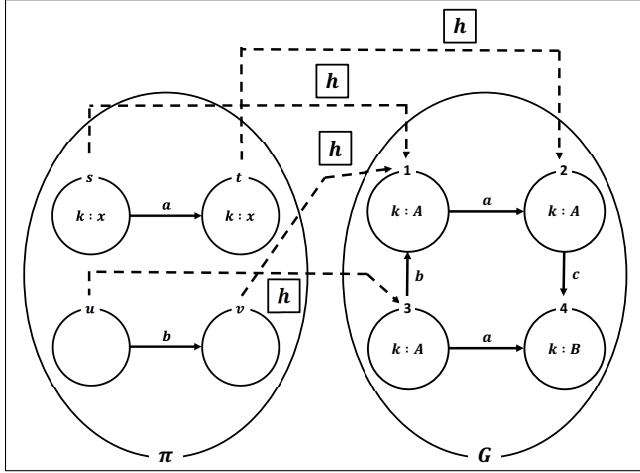 h
h
h
s t 1 2
k : x a k : x k : A a k : A
b c
h
u v 3 4
b k : A a k : B
π G